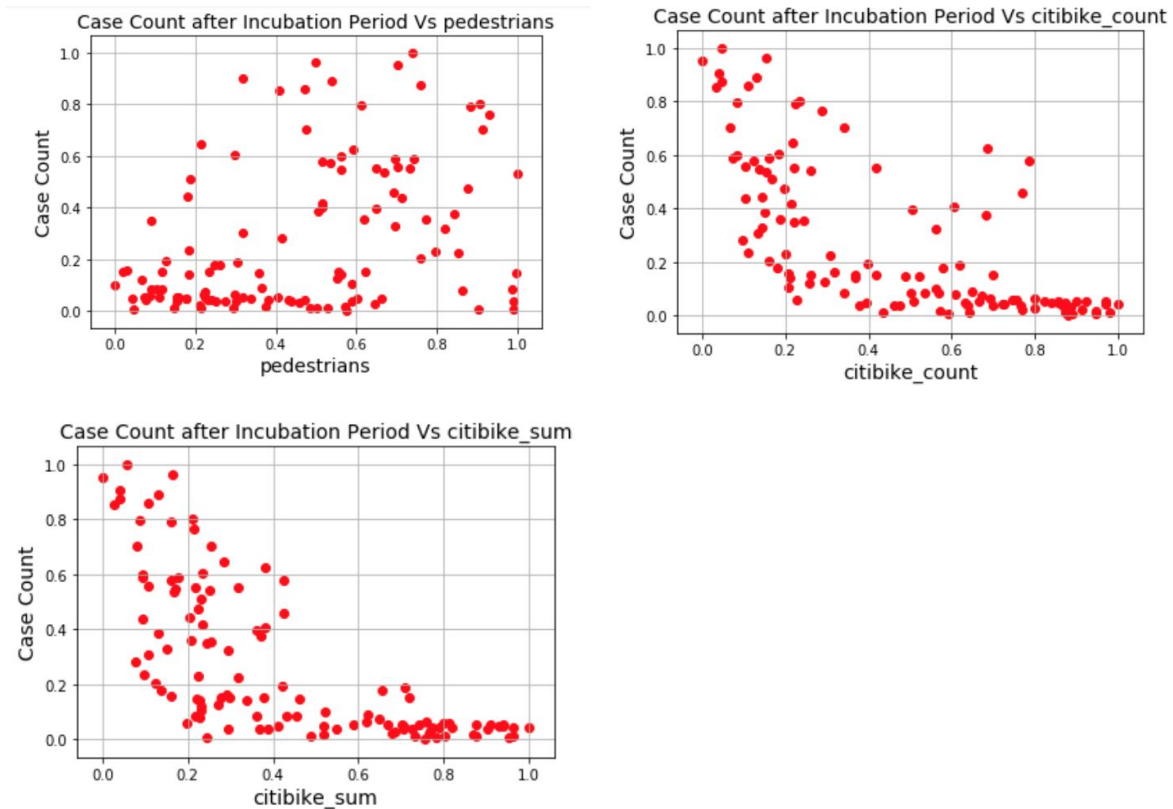 Case Count after Incubation Period Vs pedestrians
1.0
0.8
0.6
0.4
0.2
0.0
Case Count
0.0 0.2 0.4 0.6 0.8 1.0
pedestrians
Case Count after Incubation Period Vs citibike_count
1.0
0.8
0.6
0.4
0.2
0.0
Case Count
0.0 0.2 0.4 0.6 0.8 1.0
citibike_count
Case Count after Incubation Period Vs citibike_sum
1.0
0.8
0.6
0.4
0.2
0.0
Case Count
0.0 0.2 0.4 0.6 0.8 1.0
citibike_sum